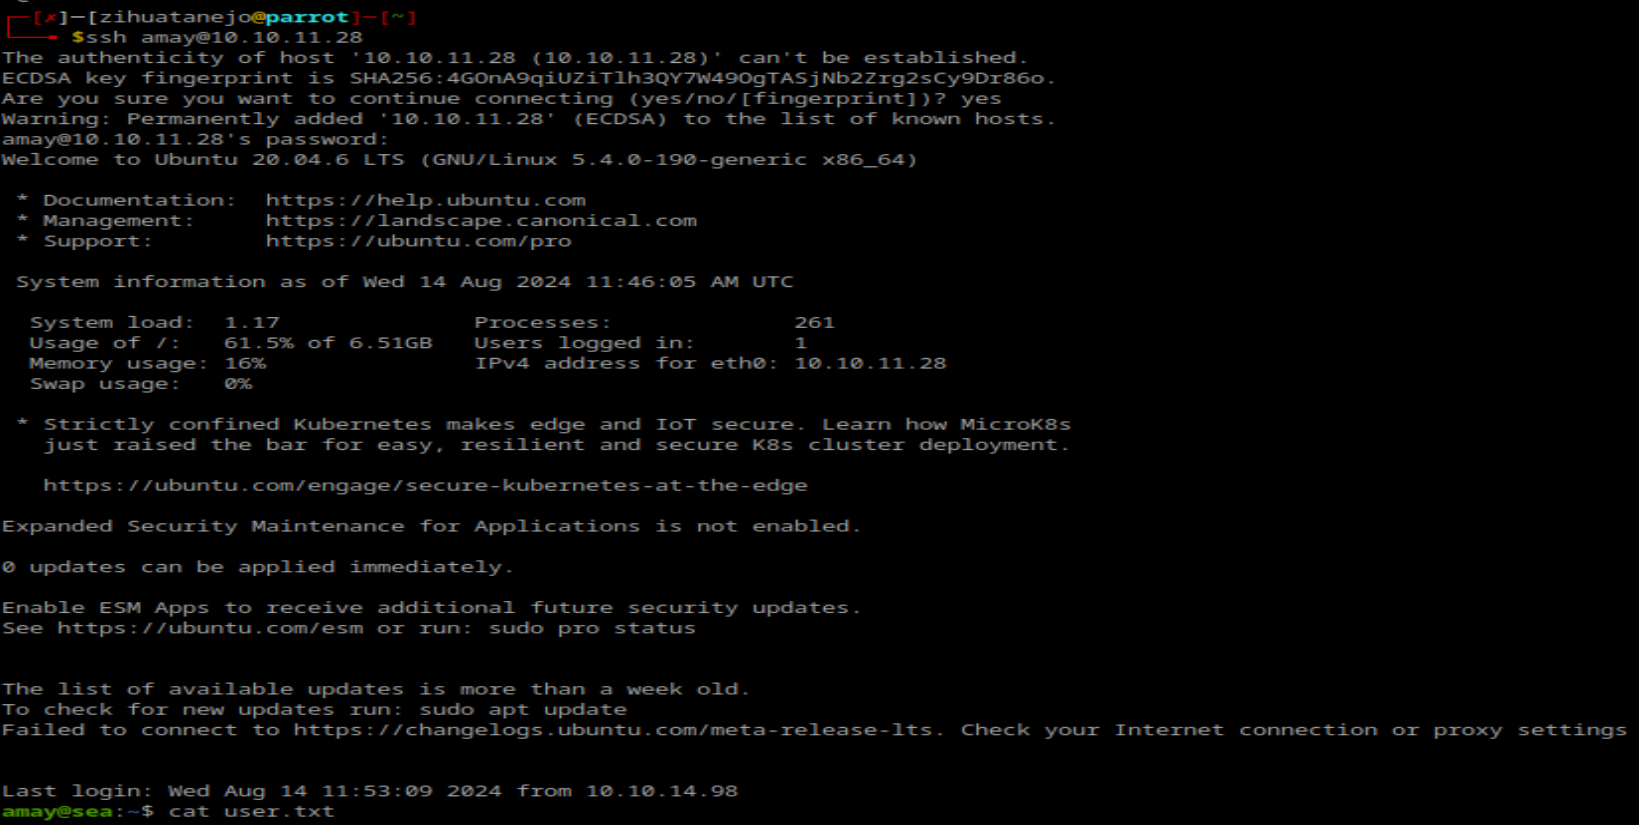 ┌─[✗]─[zihuatanejo@parrot]─[~]
└──╼ $ssh amay@10.10.11.28
The authenticity of host '10.10.11.28 (10.10.11.28)' can't be established.
ECDSA key fingerprint is SHA256:4GOnA9qiUZiTlh3QY7W49OgTASjNb2Zrg2sCy9Dr86o.
Are you sure you want to continue connecting (yes/no/[fingerprint])? yes
Warning: Permanently added '10.10.11.28' (ECDSA) to the list of known hosts.
amay@10.10.11.28's password:
Welcome to Ubuntu 20.04.6 LTS (GNU/Linux 5.4.0-190-generic x86_64)
* Documentation:  https://help.ubuntu.com
* Management:     https://landscape.canonical.com
* Support:        https://ubuntu.com/pro
System information as of Wed 14 Aug 2024 11:46:05 AM UTC
System load:  1.17              Processes:             261
Usage of /:   61.5% of 6.51GB   Users logged in:       1
Memory usage: 16%               IPv4 address for eth0: 10.10.11.28
Swap usage:   0%
* Strictly confined Kubernetes makes edge and IoT secure. Learn how MicroK8s
just raised the bar for easy, resilient and secure K8s cluster deployment.
https://ubuntu.com/engage/secure-kubernetes-at-the-edge
Expanded Security Maintenance for Applications is not enabled.
0 updates can be applied immediately.
Enable ESM Apps to receive additional future security updates.
See https://ubuntu.com/esm or run: sudo pro status
The list of available updates is more than a week old.
To check for new updates run: sudo apt update
Failed to connect to https://changelogs.ubuntu.com/meta-release-lts. Check your Internet connection or proxy settings
Last login: Wed Aug 14 11:53:09 2024 from 10.10.14.98
amay@sea:~$ cat user.txt